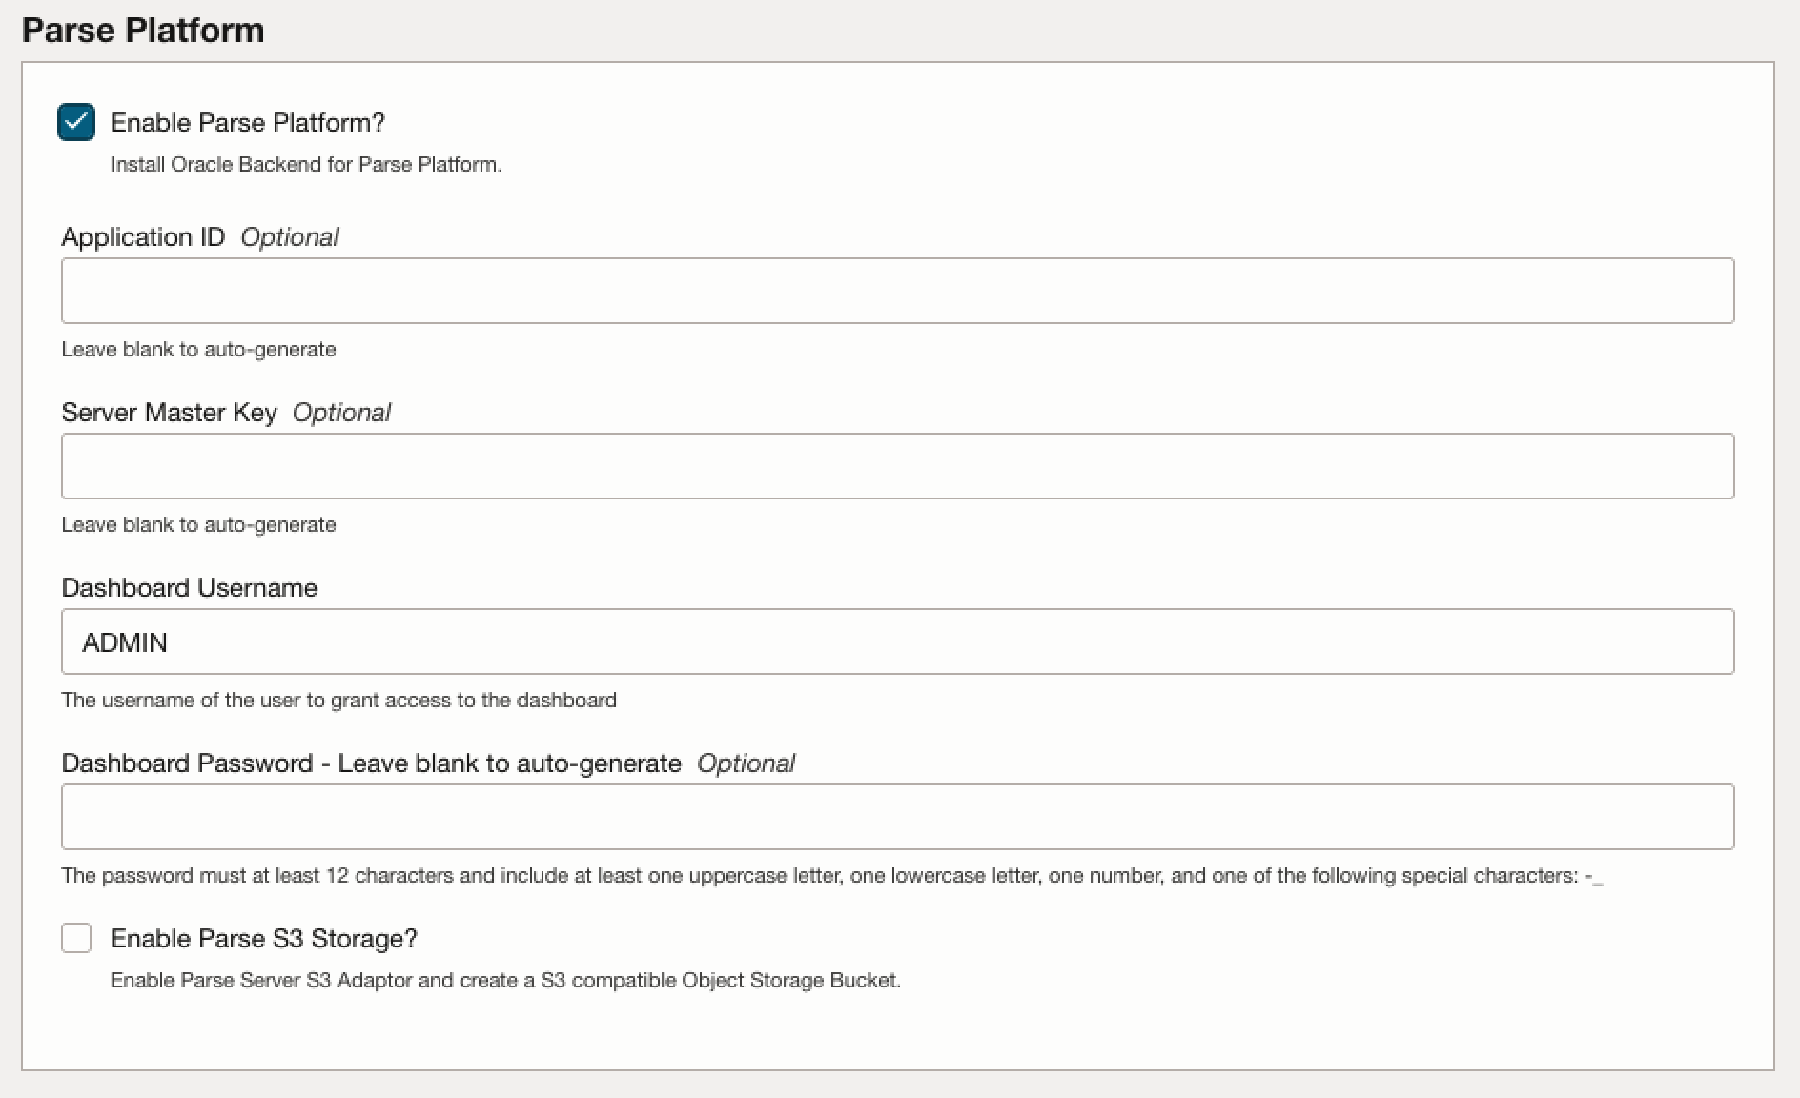 Parse Platform
Enable Parse Platform?
Install Oracle Backend for Parse Platform.
Application ID Optional
Leave blank to auto-generate
Server Master Key Optional
Leave blank to auto-generate
Dashboard Username
ADMIN
The username of the user to grant access to the dashboard
Dashboard Password - Leave blank to auto-generate Optional
The password must at least 12 characters and include at least one uppercase letter, one lowercase letter, one number, and one of the following special characters: -_
Enable Parse S3 Storage?
Enable Parse Server S3 Adaptor and create a S3 compatible Object Storage Bucket.